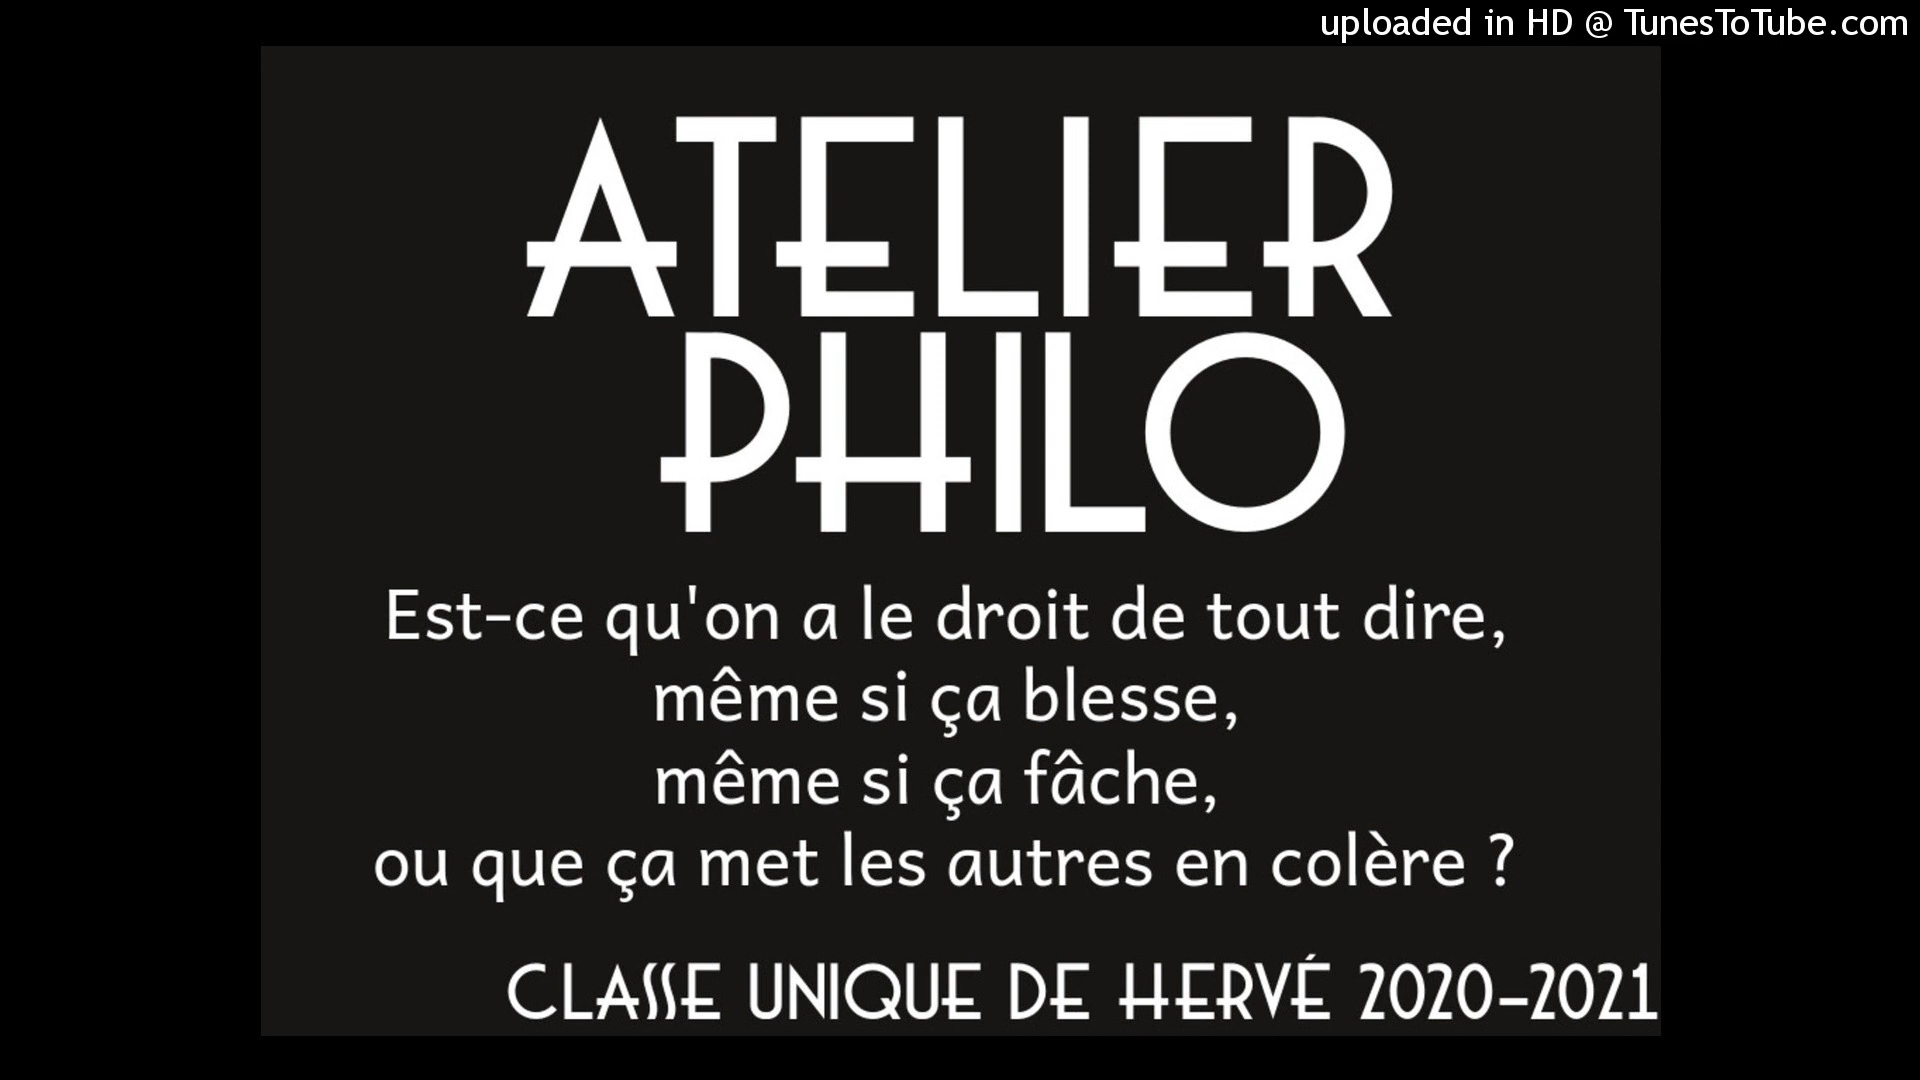 uploaded in HD @ TunesToTube.com
ATELIER
PHILO
Est-ce qu'on a le droit de tout dire,
même si ça blesse,
même si ça fâche,
ou que ça met les autres en colère ?
CLASSE UNIQUE DE HERVÉ 2020-2021